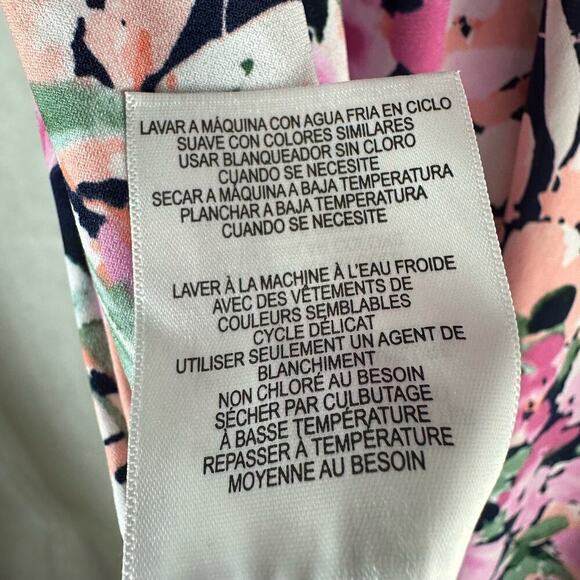 LAVAR A MÁQUINA CON AGUA FRIA EN CICLO
SUAVE CON COLORES SIMILARES
USAR BLANQUEADOR SIN CLORO
CUANDO SE NECESITE
SECAR A MÁQUINA A BAJA TEMPERATURA
PLANCHAR A BAJA TEMPERATURA
CUANDO SE NECESITE
LAVER À LA MACHINE À L'EAU FROIDE
AVEC DES VÊTEMENTS DE
COULEURS SEMBLABLES
CYCLE DÉLICAT
UTILISER SEULEMENT UN AGENT DE
BLANCHIMENT
NON CHLORÉ AU BESOIN
SÉCHER PAR CULBUTAGE
À BASSE TEMPÉRATURE
REPASSER À TEMPÉRATURE
MOYENNE AU BESOIN